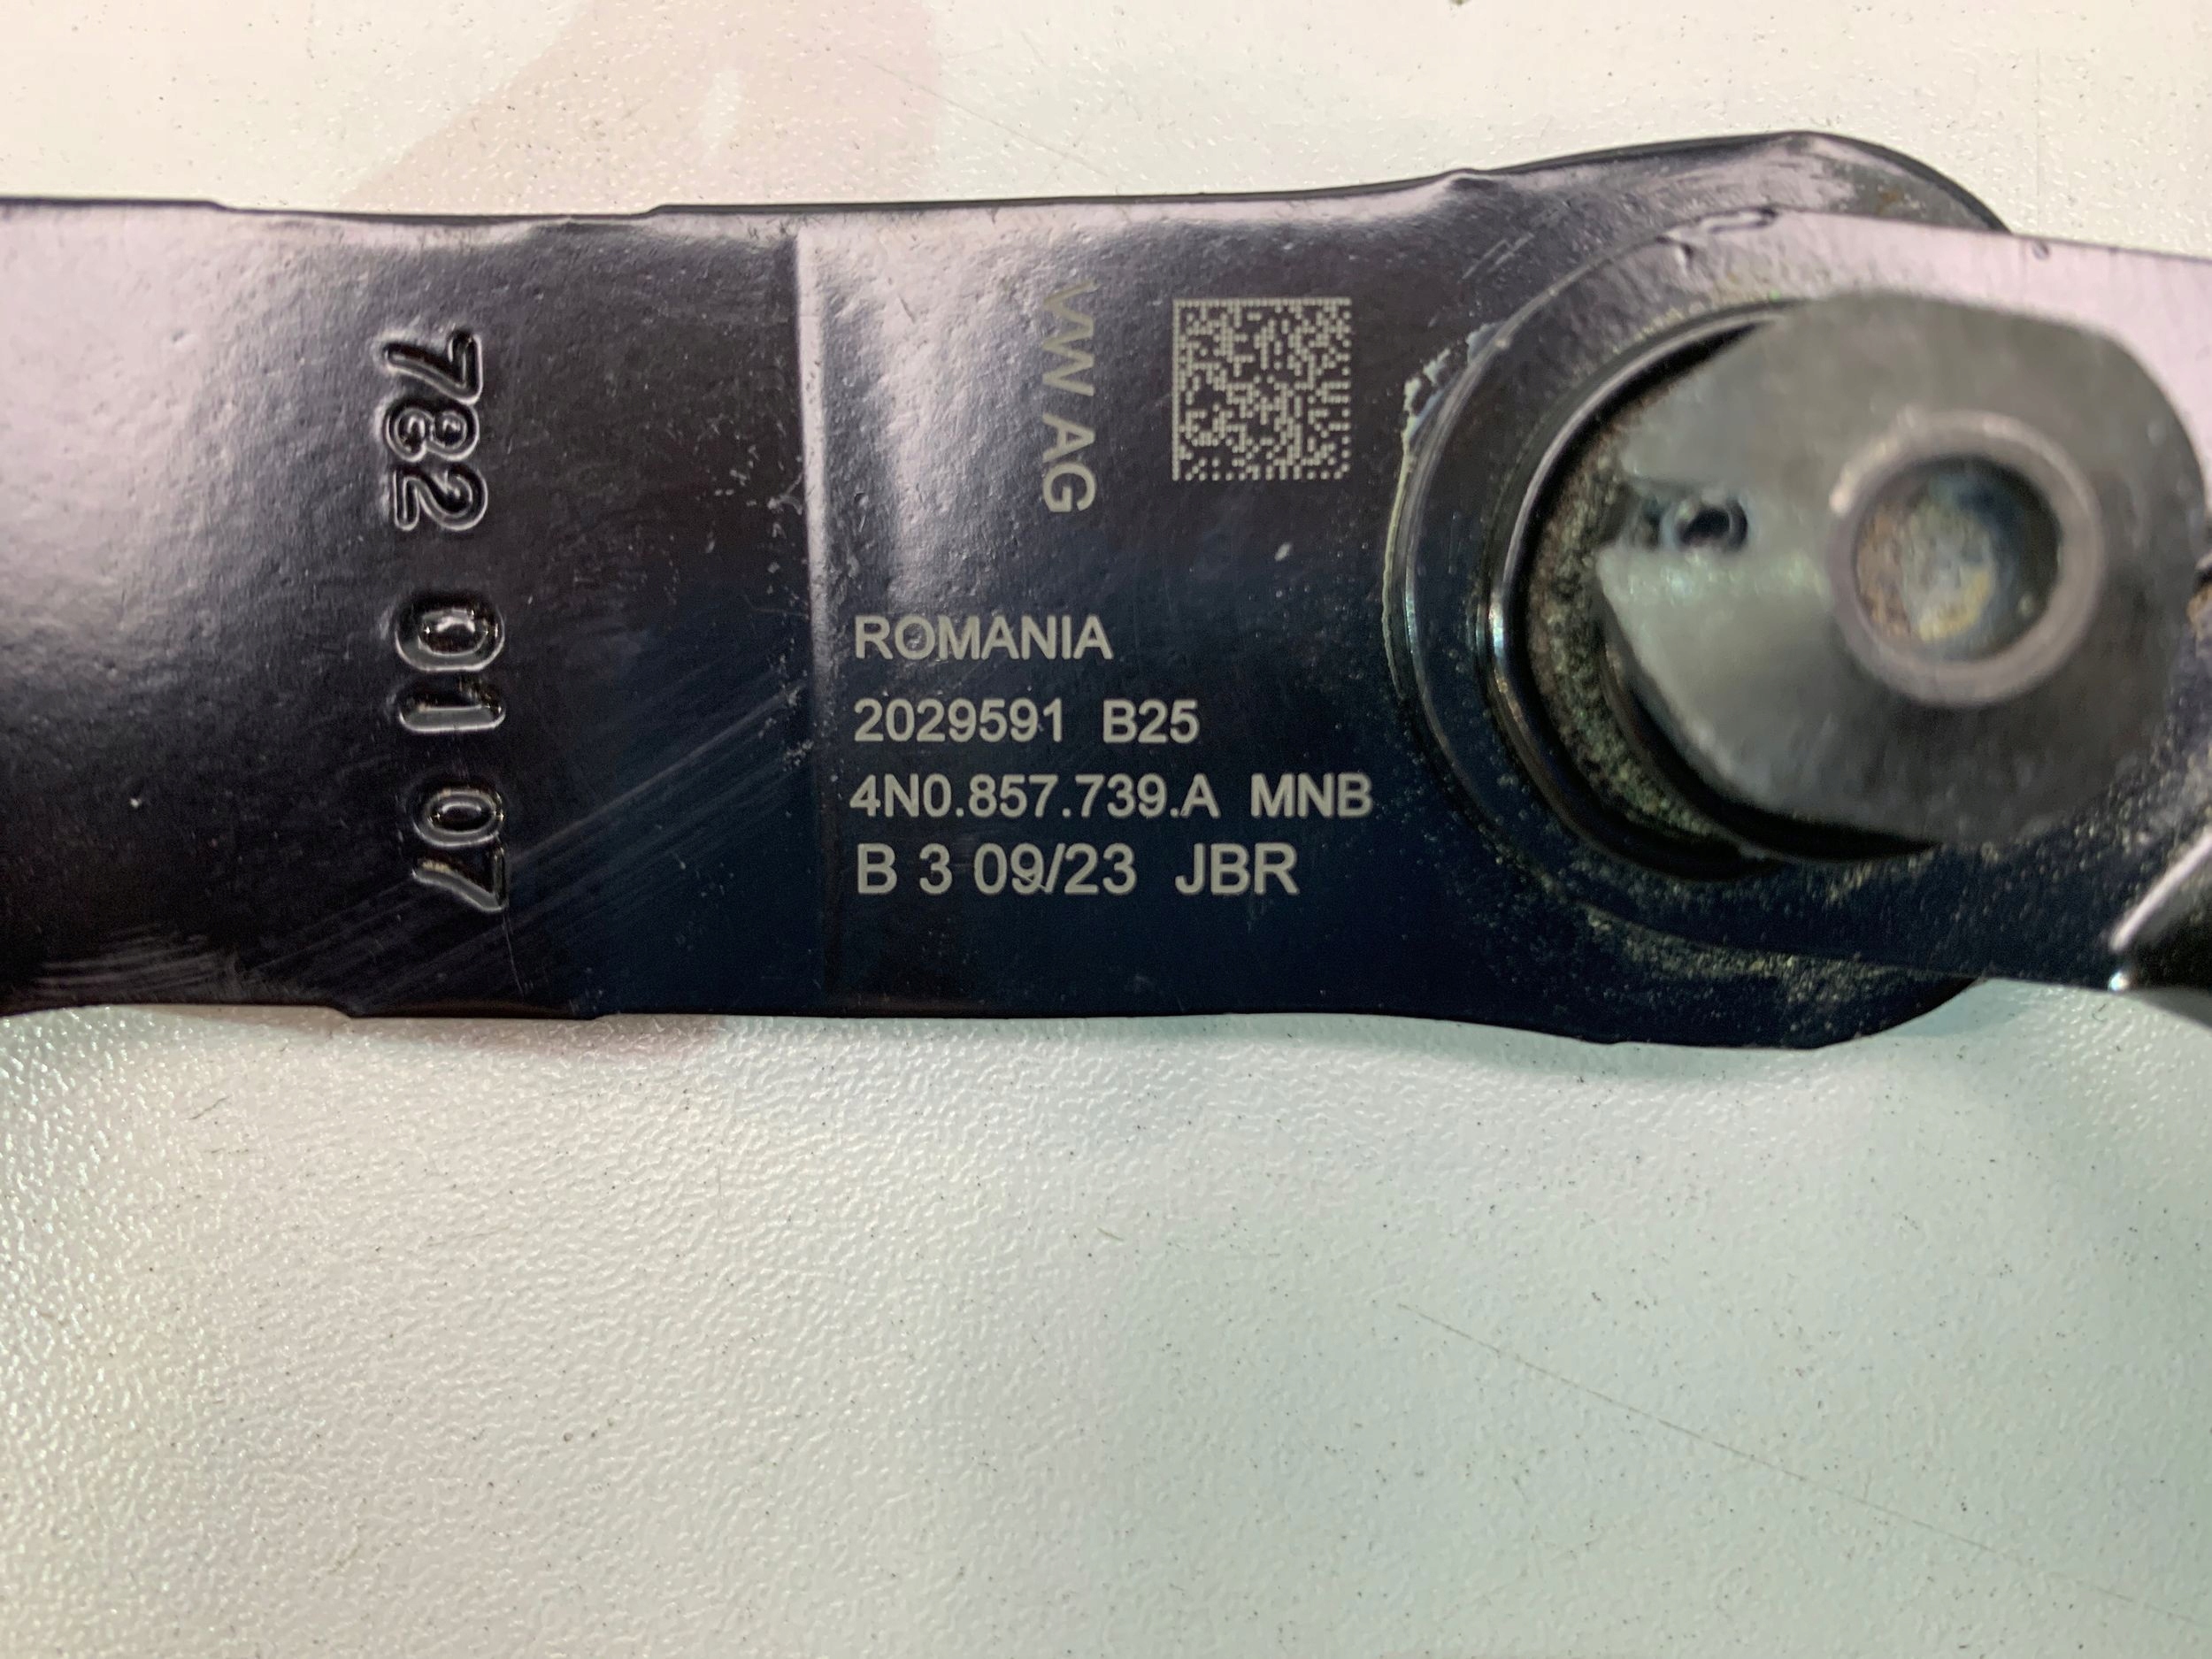 782 01 07
VW AG
ROMANIA
2029591 B25
4N0.857.739.A MNB
B 3 09/23 JBR